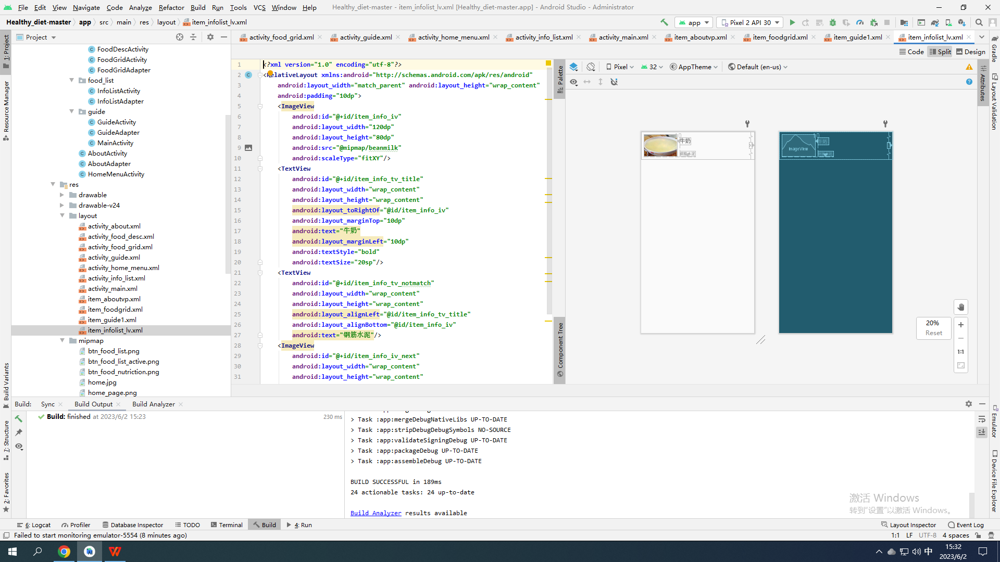 File Edit View Navigate Code Analyze Refactor Build Run Tools VCS Window Help Healthy_diet-master - item_infolist_lv.xml [Healthy_diet-master.app] - Android Studio - Administrator
Healthy_diet-master app src main res layout item_infolist_lv.xml
app Pixel 2 API 30
Project
activity_food_grid.xml activity_guide.xml activity_home_menu.xml activity_info_list.xml activity_main.xml item_aboutvp.xml item_foodgrid.xml item_guide1.xml item_infolist_lv.xml
Code Split Design
1: Project
Resource Manager
Build Variants
7: Structure
2: Favorites
FoodDescActivity
FoodGridActivity
FoodGridAdapter
food_list
InfoListActivity
InfoListAdapter
guide
GuideActivity
GuideAdapter
MainActivity
AboutActivity
AboutAdapter
HomeMenuActivity
res
drawable
drawable-v24
layout
activity_about.xml
activity_food_desc.xml
activity_food_grid.xml
activity_guide.xml
activity_home_menu.xml
activity_info_list.xml
activity_main.xml
item_aboutvp.xml
item_foodgrid.xml
item_guide1.xml
item_infolist_lv.xml
mipmap
btn_food_list.png
btn_food_list_active.png
btn_food_nutriction.png
home.jpg
home_page.png
1 <?xml version="1.0" encoding="utf-8"?>
2 <RelativeLayout xmlns:android="http://schemas.android.com/apk/res/android"
3 android:layout_width="match_parent" android:layout_height="wrap_content"
4 android:padding="10dp">
5 <ImageView
6 android:id="@+id/item_info_iv"
7 android:layout_width="120dp"
8 android:layout_height="80dp"
9 android:src="@mipmap/beanmilk"
10 android:scaleType="fitXY"/>
11 <TextView
12 android:id="@+id/item_info_tv_title"
13 android:layout_width="wrap_content"
14 android:layout_height="wrap_content"
15 android:layout_toRightOf="@id/item_info_iv"
16 android:layout_marginTop="10dp"
17 android:text="牛奶"
18 android:layout_marginLeft="10dp"
19 android:textStyle="bold"
20 android:textSize="20sp"/>
21 <TextView
22 android:id="@+id/item_info_tv_notmatch"
23 android:layout_width="wrap_content"
24 android:layout_height="wrap_content"
25 android:layout_alignLeft="@id/item_info_tv_title"
26 android:layout_alignBottom="@id/item_info_iv"
27 android:text="钢筋水泥"/>
28 <ImageView
29 android:id="@+id/item_info_iv_next"
30 android:layout_width="wrap_content"
31 android:layout_height="wrap_content"
Palette
Component Tree
Pixel 32 AppTheme Default (en-us)
牛奶
钢筋水泥
ImageView
牛奶
钢筋水泥
20%
Reset
1:1
Attributes
Gradle
Layout Validation
Emulator
Device File Explorer
Build: Sync Build Output Build Analyzer
Build: finished at 2023/6/2 15:23 230 ms
> Task :app:mergeDebugNativeLibs UP-TO-DATE
> Task :app:stripDebugDebugSymbols NO-SOURCE
> Task :app:validateSigningDebug UP-TO-DATE
> Task :app:packageDebug UP-TO-DATE
> Task :app:assembleDebug UP-TO-DATE
BUILD SUCCESSFUL in 189ms
24 actionable tasks: 24 up-to-date
Build Analyzer results available
激活 Windows
转到"设置"以激活 Windows。
6: Logcat Profiler Database Inspector TODO Terminal Build 4: Run Layout Inspector Event Log
Failed to start monitoring emulator-5554 (8 minutes ago) 1:1 LF UTF-8 4 spaces
中 15:32
2023/6/2